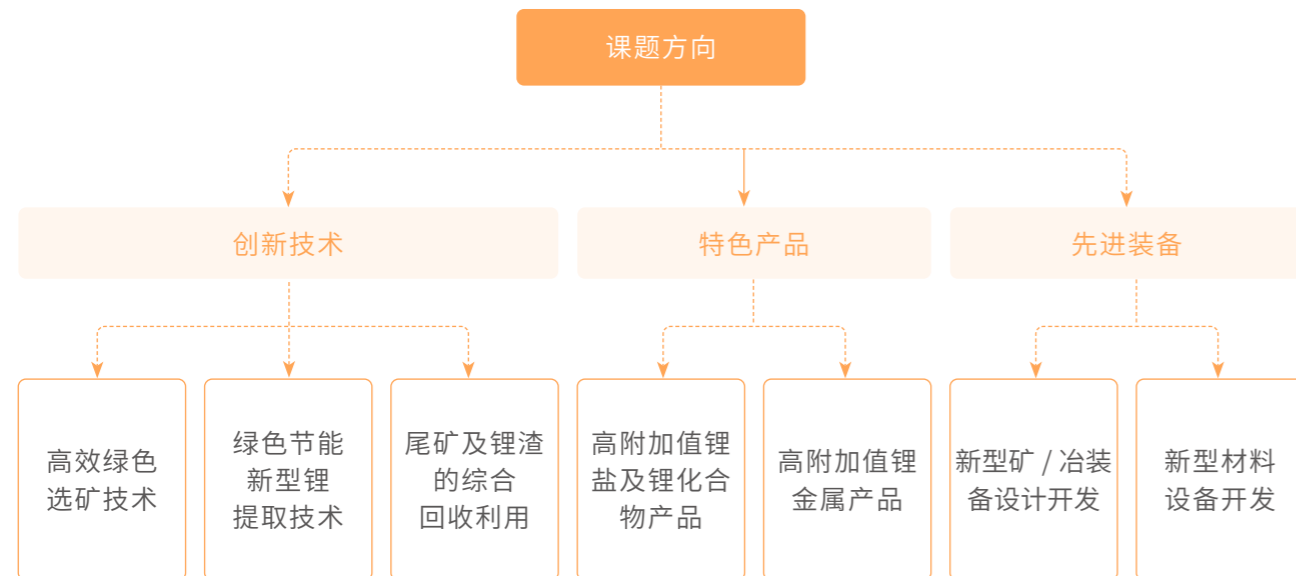 课题方向
创新技术
特色产品
先进装备
高效绿色
选矿技术
绿色节能
新型锂
提取技术
尾矿及锂渣
的综合
回收利用
高附加值锂
盐及锂化合
物产品
高附加值锂
金属产品
新型矿 / 冶装
备设计开发
新型材料
设备开发